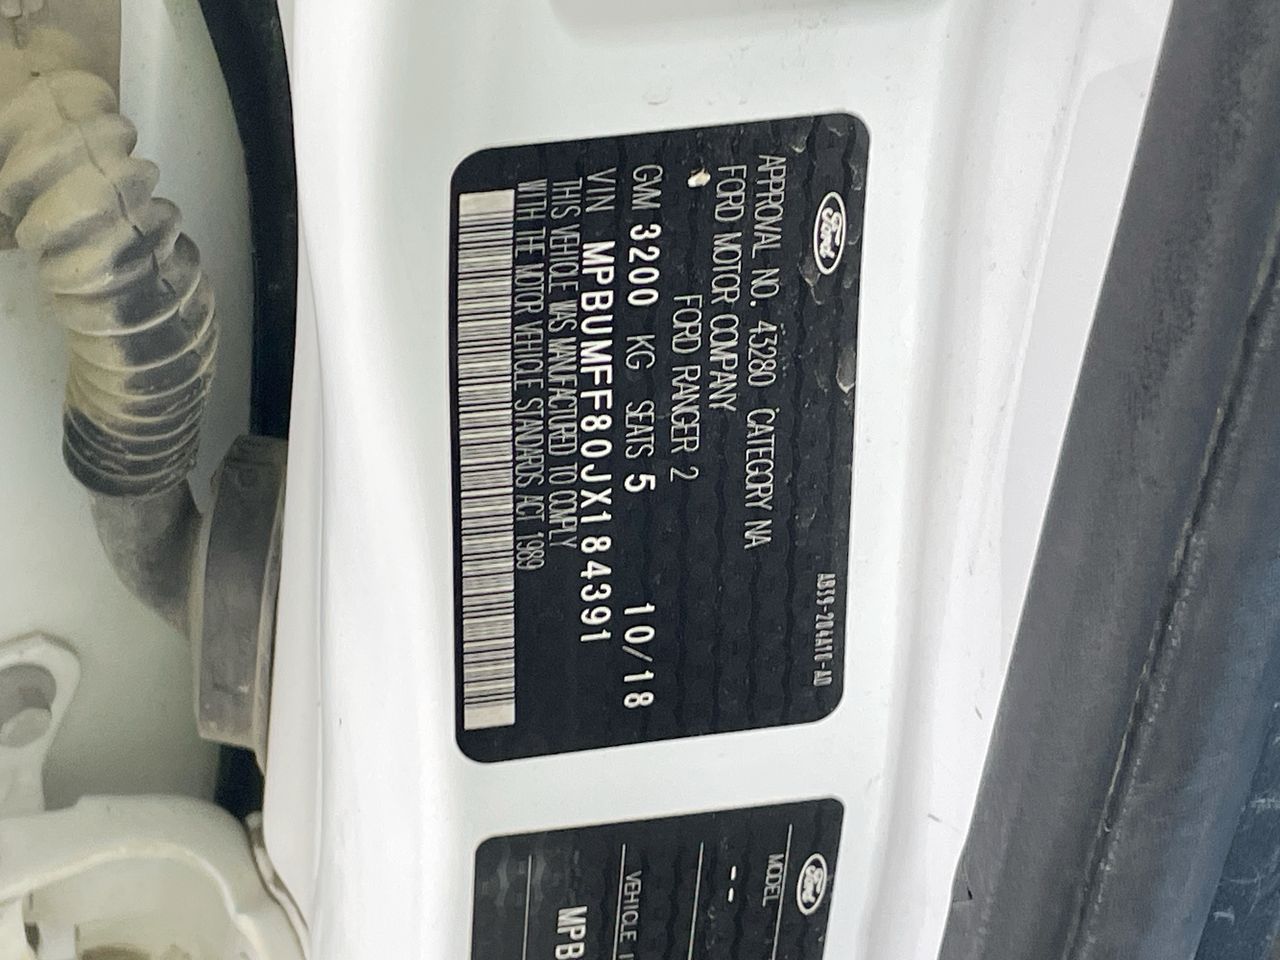 Ford
AB39-204A10-AD
APPROVAL NO. 43280 CATEGORY NA
FORD MOTOR COMPANY
FORD RANGER 2
GVM 3200 KG SEATS 5 10/18
VIN MPBUMFF80JX184391
THIS VEHICLE WAS MANUFACTURED TO COMPLY
WITH THE MOTOR VEHICLE STANDARDS ACT 1989
Ford
MODEL
--
VEHICLE
MPB